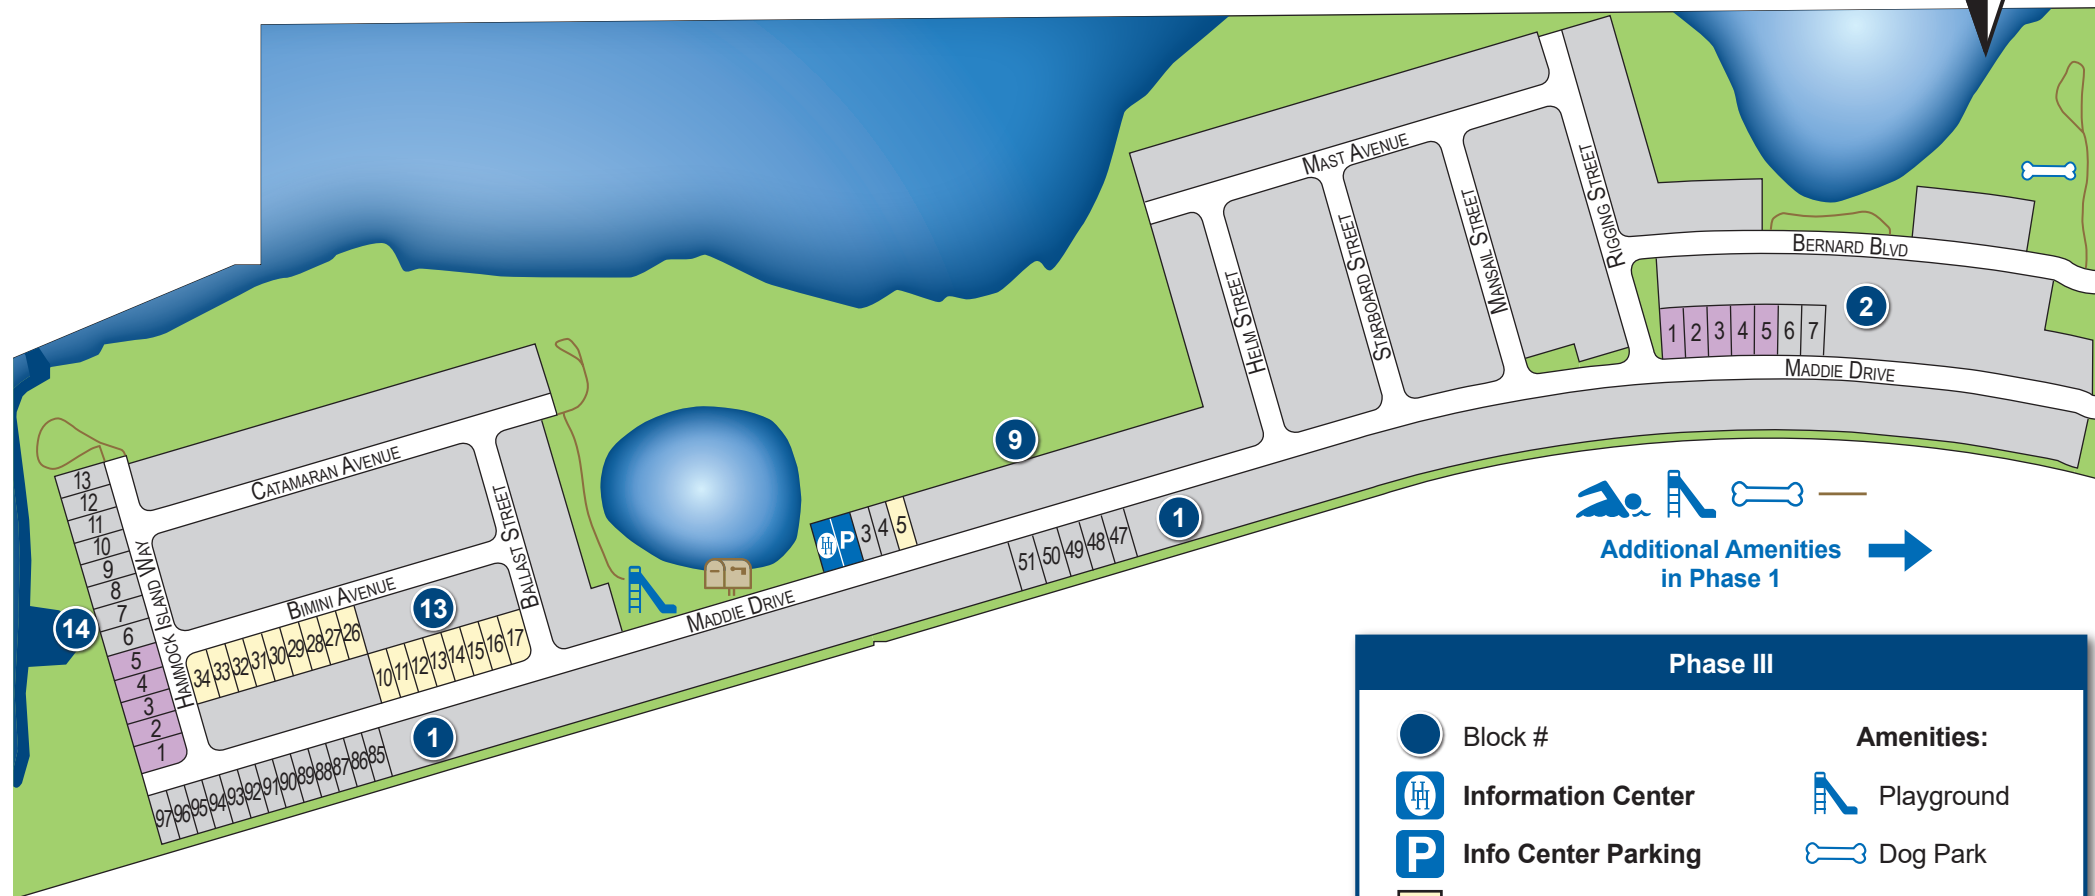 MAST AVENUE
HELM STREET
STARBOARD STREET
MANSAIL STREET
RIGGING STREET
BERNARD BLVD
2
1 2 3 4 5 6 7
MADDIE DRIVE
9
HH P 3 4 5
1
51 50 49 48 47
MADDIE DRIVE
CATAMARAN AVENUE
BALLAST STREET
HAMMOCK ISLAND WAY
BIMINI AVENUE
13
34 33 32 31 30 29 28 27 26
10 11 12 13 14 15 16 17
13
12
11
10
9
8
7
6
5
4
3
2
1
14
1
97 96 95 94 93 92 91 90 89 88 87 86 85
Additional Amenities
in Phase 1
Phase III
Block #
Amenities:
HH Information Center
Playground
P Info Center Parking
Dog Park